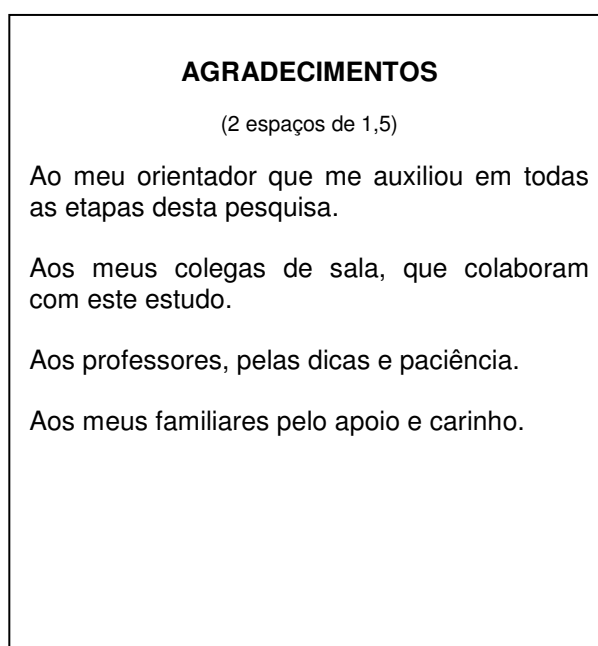 AGRADECIMENTOS
(2 espaços de 1,5)
Ao meu orientador que me auxiliou em todas
as etapas desta pesquisa.
Aos meus colegas de sala, que colaboram
com este estudo.
Aos professores, pelas dicas e paciência.
Aos meus familiares pelo apoio e carinho.